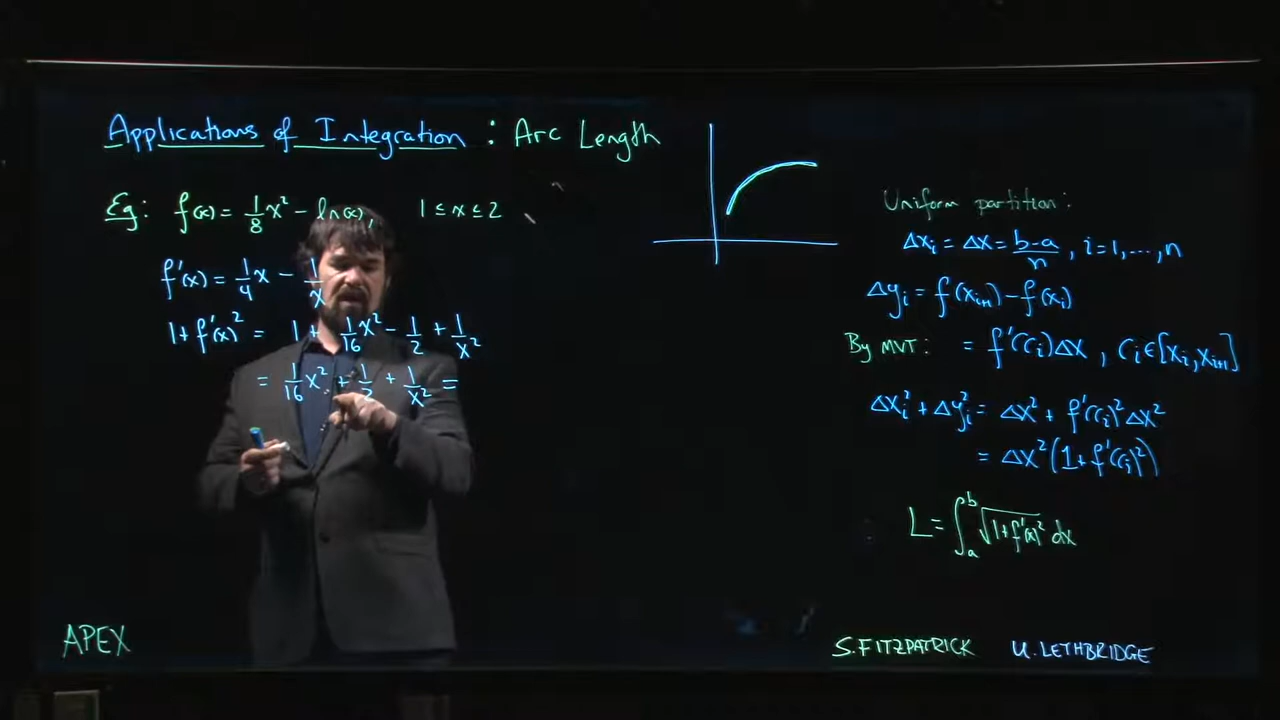 Applications of Integration : Arc Length
Eg: f(x) = 1/8 x² - ln(x), 1 ≤ x ≤ 2
f'(x) = 1/4 x - 1/x
1 + f'(x)² = 1 + 1/16 x² - 1/2 + 1/x²
= 1/16 x² + 1/2 + 1/x² =
Uniform partition:
Δxᵢ = Δx = (b-a)/n, i = 1, ..., n
Δyᵢ = f(xᵢ₊₁) - f(xᵢ)
By MVT: = f'(cᵢ)Δx, cᵢ∈[xᵢ, xᵢ₊₁]
Δxᵢ² + Δyᵢ² = Δx² + f'(cᵢ)²Δx²
= Δx²(1 + f'(cᵢ)²)
L = ∫ₐᵇ √(1+f'(x)²) dx
APEX
S. FITZPATRICK U. LETHBRIDGE